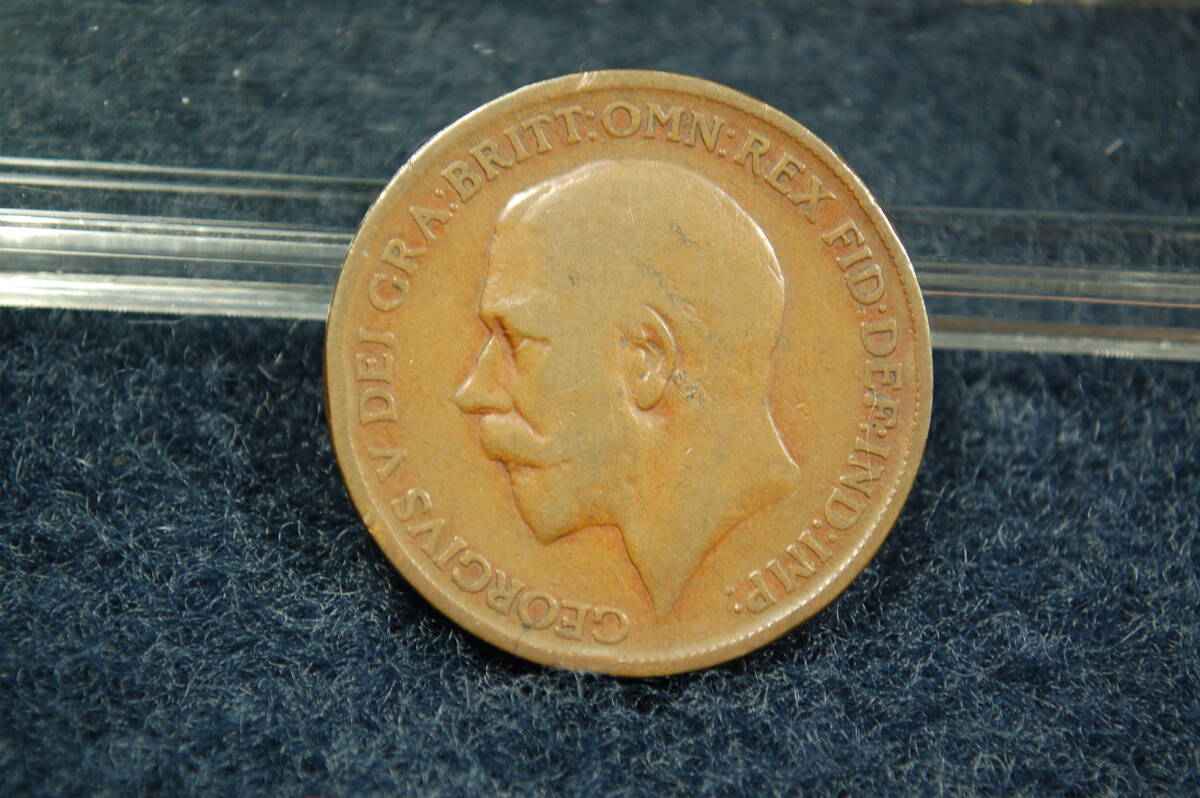 GEORGIVS V DEI GRA: BRITT: OMN: REX FID: DEF: IND: IMP: